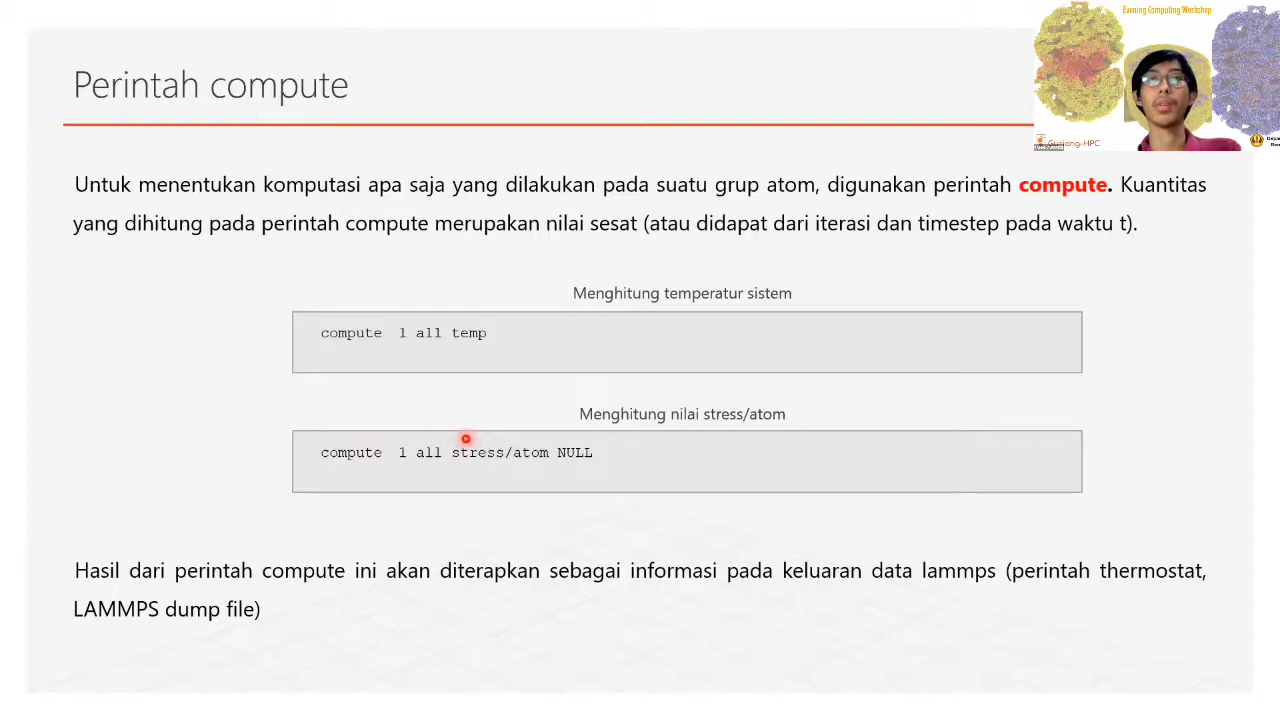 Evening Computing Workshop
Perintah compute
Gunjang-HPC
Untuk menentukan komputasi apa saja yang dilakukan pada suatu grup atom, digunakan perintah compute. Kuantitas
yang dihitung pada perintah compute merupakan nilai sesat (atau didapat dari iterasi dan timestep pada waktu t).
Menghitung temperatur sistem
compute 1 all temp
Menghitung nilai stress/atom
compute 1 all stress/atom NULL
Hasil dari perintah compute ini akan diterapkan sebagai informasi pada keluaran data lammps (perintah thermostat,
LAMMPS dump file)